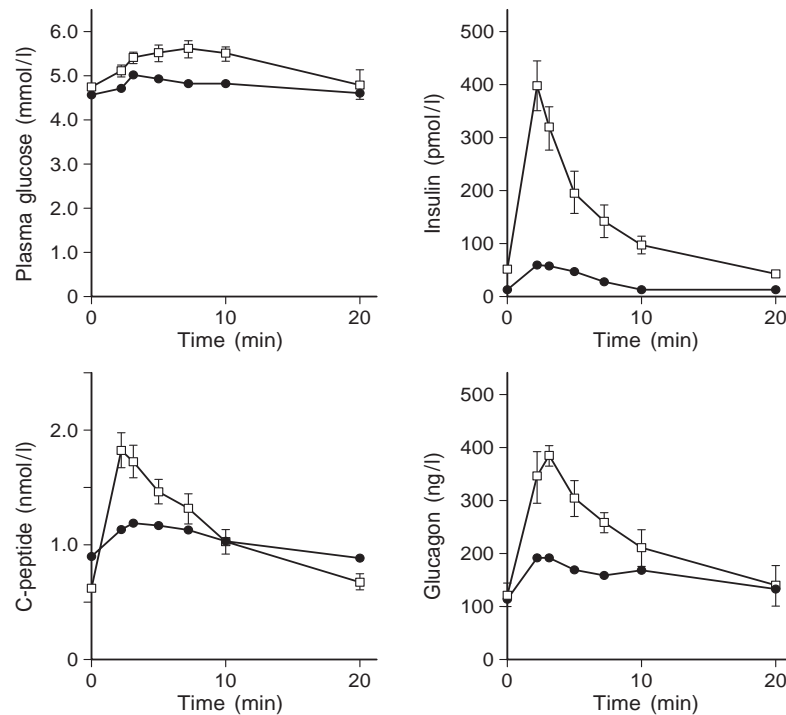 Plasma glucose (mmol/l)
6.0
5.0
4.0
3.0
2.0
1.0
0
0 10 20
Time (min)
Insulin (pmol/l)
500
400
300
200
100
0
0 10 20
Time (min)
C-peptide (nmol/l)
2.0
1.0
0
0 10 20
Time (min)
Glucagon (ng/l)
500
400
300
200
100
0
0 10 20
Time (min)